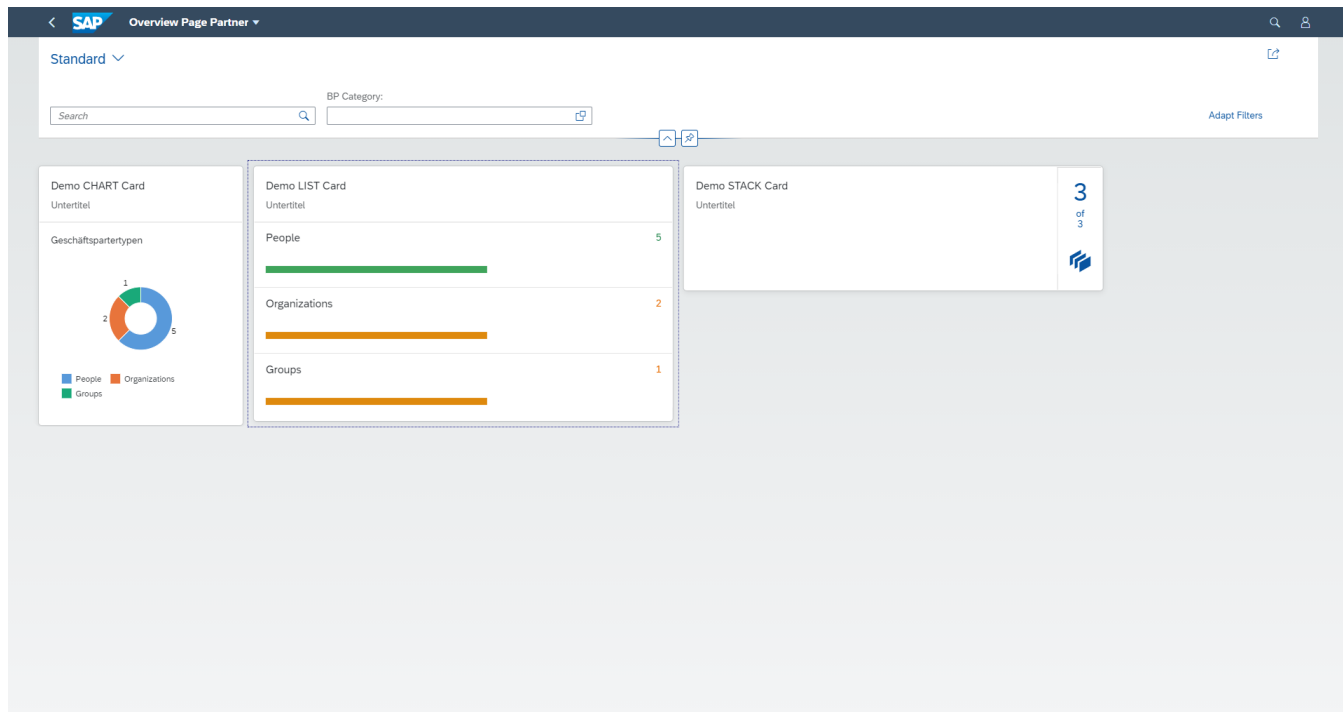 SAP Overview Page Partner
Standard
BP Category:
Search
Adapt Filters
Demo CHART Card
Untertitel
Geschäftspartertypen
1
2
5
People Organizations
Groups
Demo LIST Card
Untertitel
People 5
Organizations 2
Groups 1
Demo STACK Card
Untertitel
3
of
3